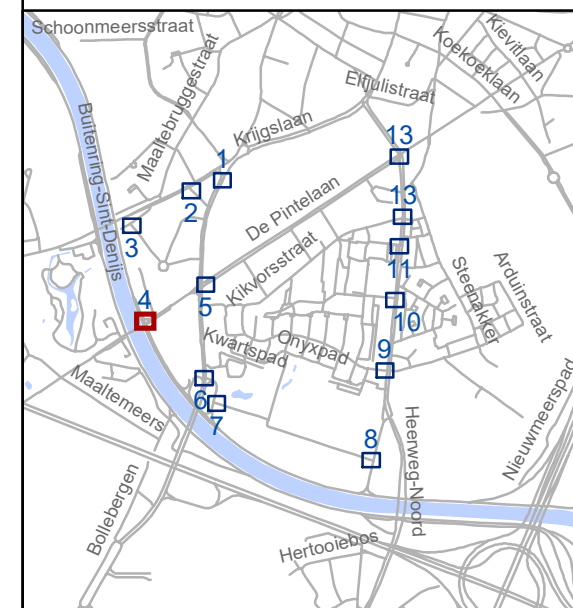 Schoonmeersstraat
Kievitlaan
Koekoeklaan
Maaltebruggestraat
Elfjulistraat
Buitenring-Sint-Denijs
Krijgslaan
13
1
2
De Pintelaan
13
3
Kikvorsstraat
11
Steenakker
Arduinstraat
4
5
10
Kwartspad
Onyxpad
9
Maaltemeers
6
7
Heerweg-Noord
Nieuwmeerspad
8
Bollebergen
Hertooiebos